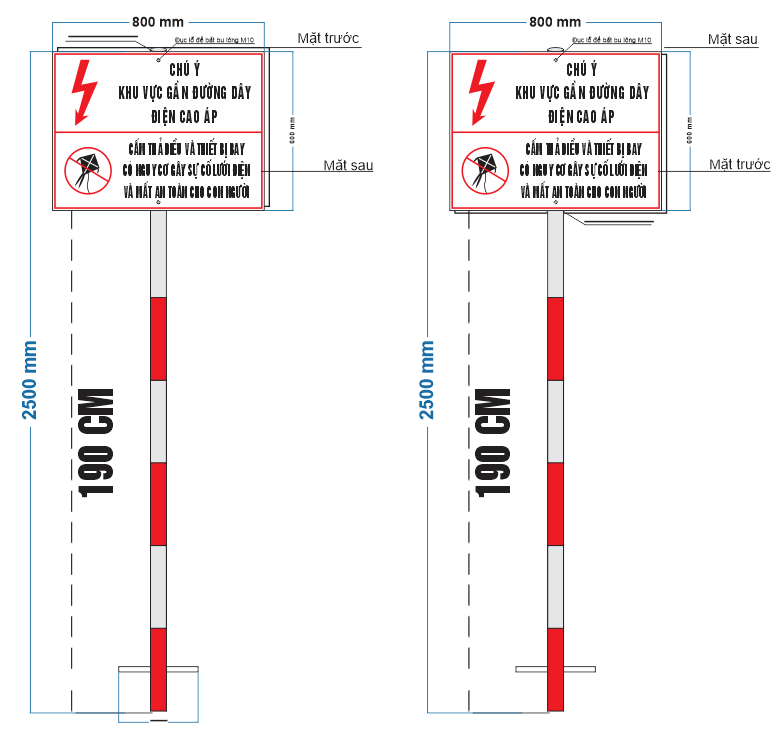 800 mm
Đục lỗ để bắt bu lông M10
Mặt trước
CHÚ Ý
KHU VỰC GẦN ĐƯỜNG DÂY
ĐIỆN CAO ÁP
CẤM THẢ DIỀU VÀ THIẾT BỊ BAY
CÓ NGUY CƠ GÂY SỰ CỐ LƯỚI ĐIỆN
VÀ MẤT AN TOÀN CHO CON NGƯỜI
600 mm
Mặt sau
2500 mm
190 CM
800 mm
Đục lỗ để bắt bu lông M10
Mặt sau
CHÚ Ý
KHU VỰC GẦN ĐƯỜNG DÂY
ĐIỆN CAO ÁP
CẤM THẢ DIỀU VÀ THIẾT BỊ BAY
CÓ NGUY CƠ GÂY SỰ CỐ LƯỚI ĐIỆN
VÀ MẤT AN TOÀN CHO CON NGƯỜI
600 mm
Mặt trước
2500 mm
190 CM